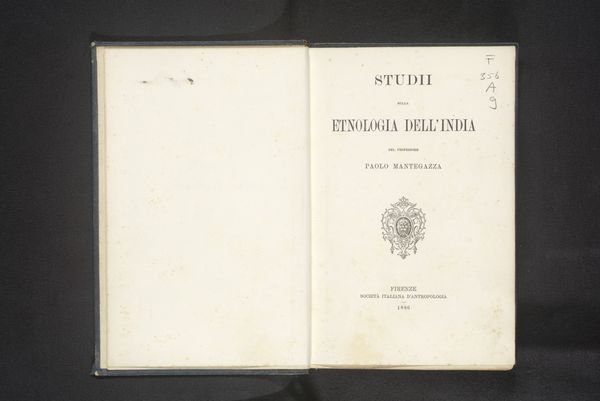 STUDII
SULLA
ETNOLOGIA DELL'INDIA
DEL PROFESSORE
PAOLO MANTEGAZZA
FIRENZE
SOCIETÀ ITALIANA D'ANTROPOLOGIA
1886
F
356
A
9